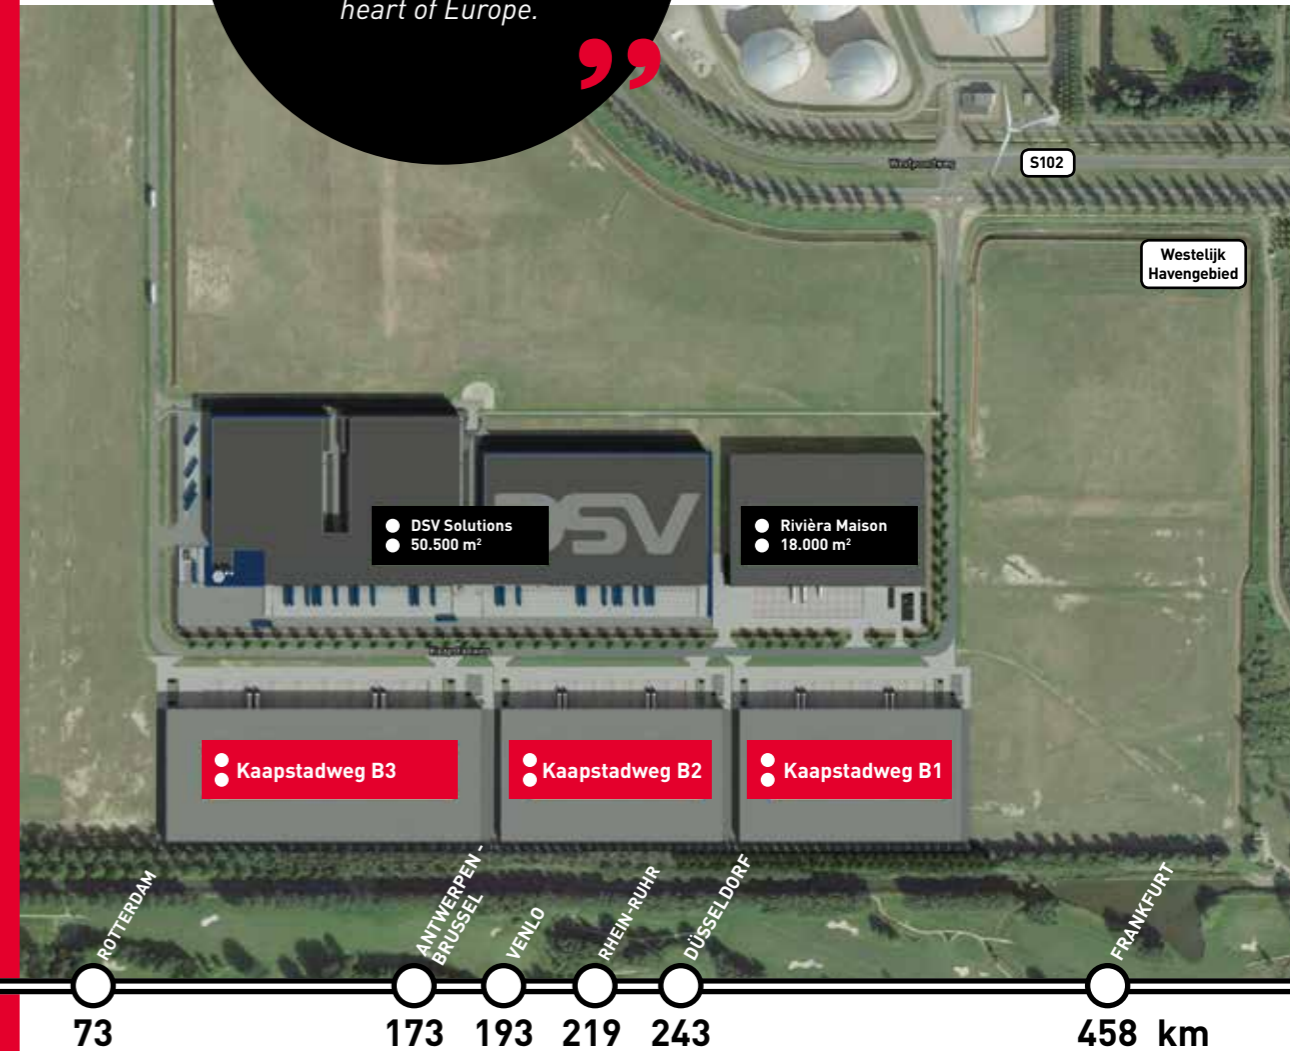 heart of Europe.
”
S102
Westelijk
Havengebied
DSV
DSV Solutions
50.500 m²
Rivièra Maison
18.000 m²
Kaapstadweg B3
Kaapstadweg B2
Kaapstadweg B1
ROTTERDAM
ANTWERPEN -
BRUSSEL
VENLO
RHEIN-RUHR
DÜSSELDORF
FRANKFURT
73
173
193
219
243
458 km